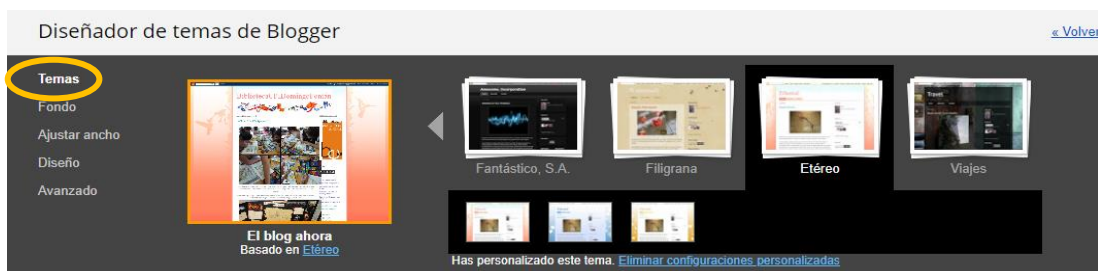 Diseñador de temas de Blogger
« Volver
Temas
Fondo
Ajustar ancho
Diseño
Avanzado
El blog ahora
Basado en Etéreo
Fantástico, S.A.
Filigrana
Etéreo
Viajes
Travel
Has personalizado este tema. Eliminar configuraciones personalizadas